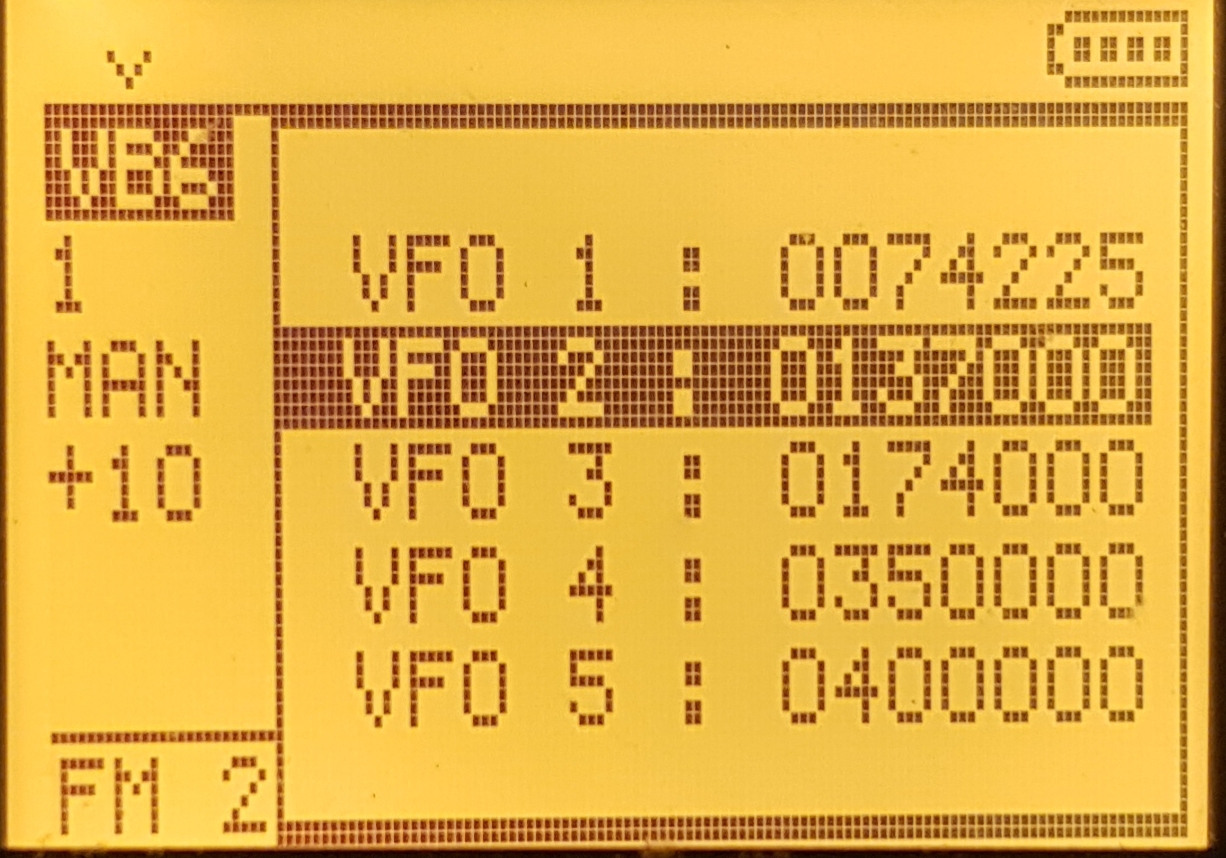 V
WBS
1
VFO 1 : 0074225
MAN
VFO 2 : 0137000
+10
VFO 3 : 0174000
VFO 4 : 0350000
VFO 5 : 0400000
FM 2